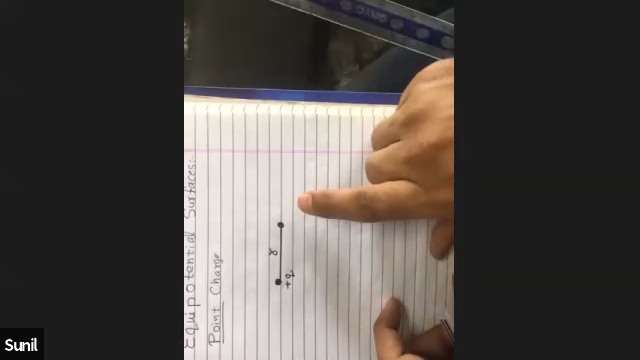 Equipotential Surfaces:
Point Charge
r
+q
Sunil